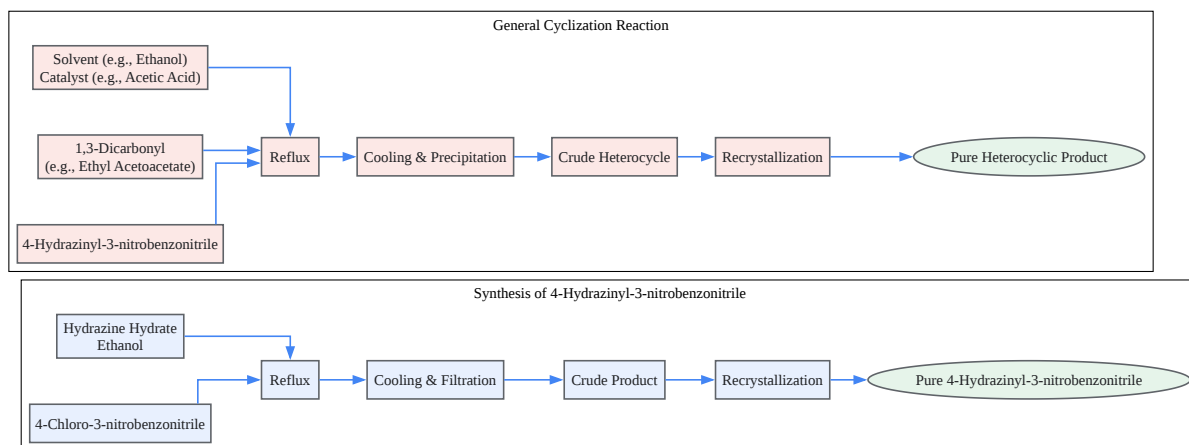 General Cyclization Reaction
Solvent (e.g., Ethanol)
Catalyst (e.g., Acetic Acid)
1,3-Dicarbonyl
(e.g., Ethyl Acetoacetate)
Reflux
Cooling & Precipitation
Crude Heterocycle
Recrystallization
Pure Heterocyclic Product
4-Hydrazinyl-3-nitrobenzonitrile
Synthesis of 4-Hydrazinyl-3-nitrobenzonitrile
Hydrazine Hydrate
Ethanol
Reflux
Cooling & Filtration
Crude Product
Recrystallization
Pure 4-Hydrazinyl-3-nitrobenzonitrile
4-Chloro-3-nitrobenzonitrile